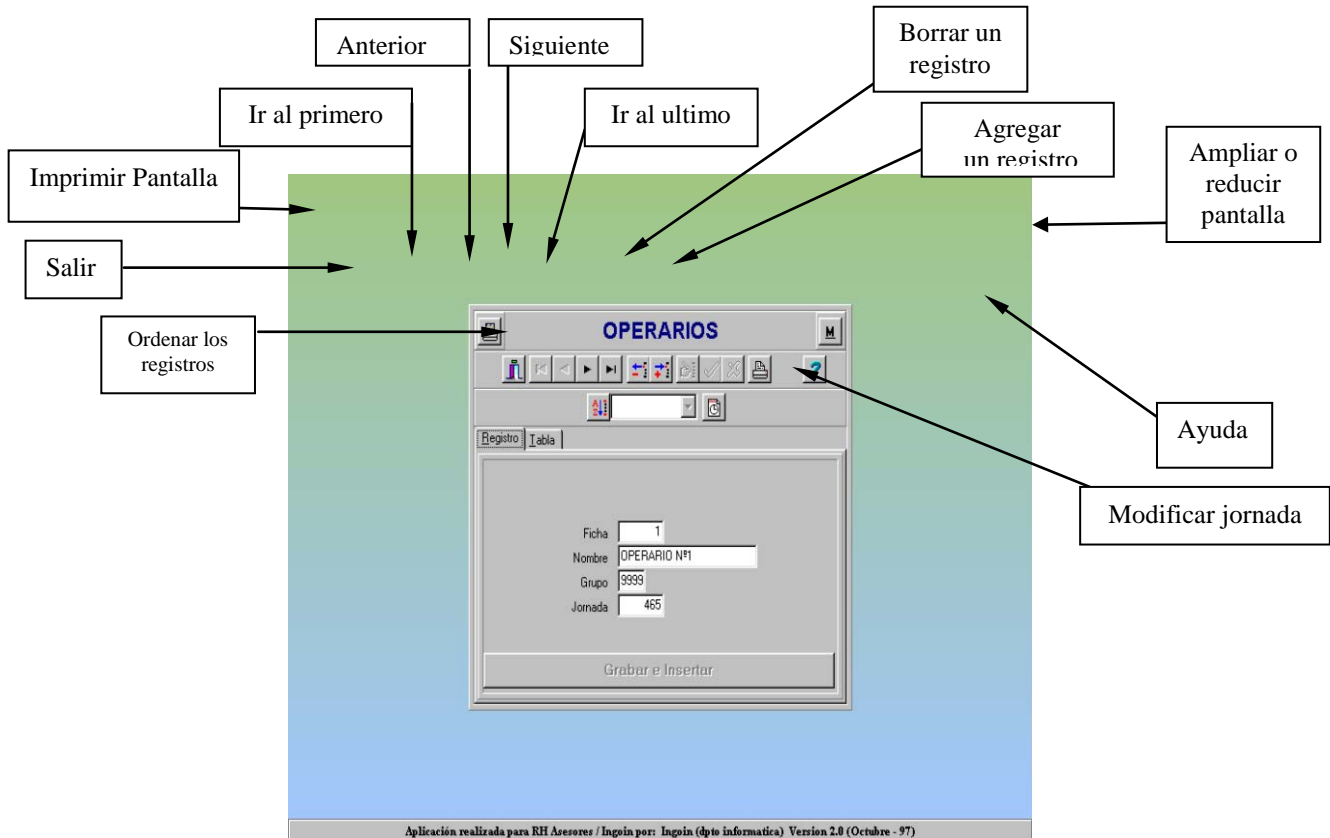 Anterior
Siguiente
Borrar un
registro
Ir al primero
Ir al ultimo
Agregar
un registro
Imprimir Pantalla
Ampliar o
reducir
pantalla
Salir
Ordenar los
registros
OPERARIOS
M
?
Registro
Tabla
Ayuda
Modificar jornada
Ficha 1
Nombre OPERARIO Nº1
Grupo 9999
Jornada 465
Grabar e Insertar
Aplicación realizada para RH Asesores / Ingoin por: Ingoin (dpto informatica) Version 2.0 (Octubre - 97)